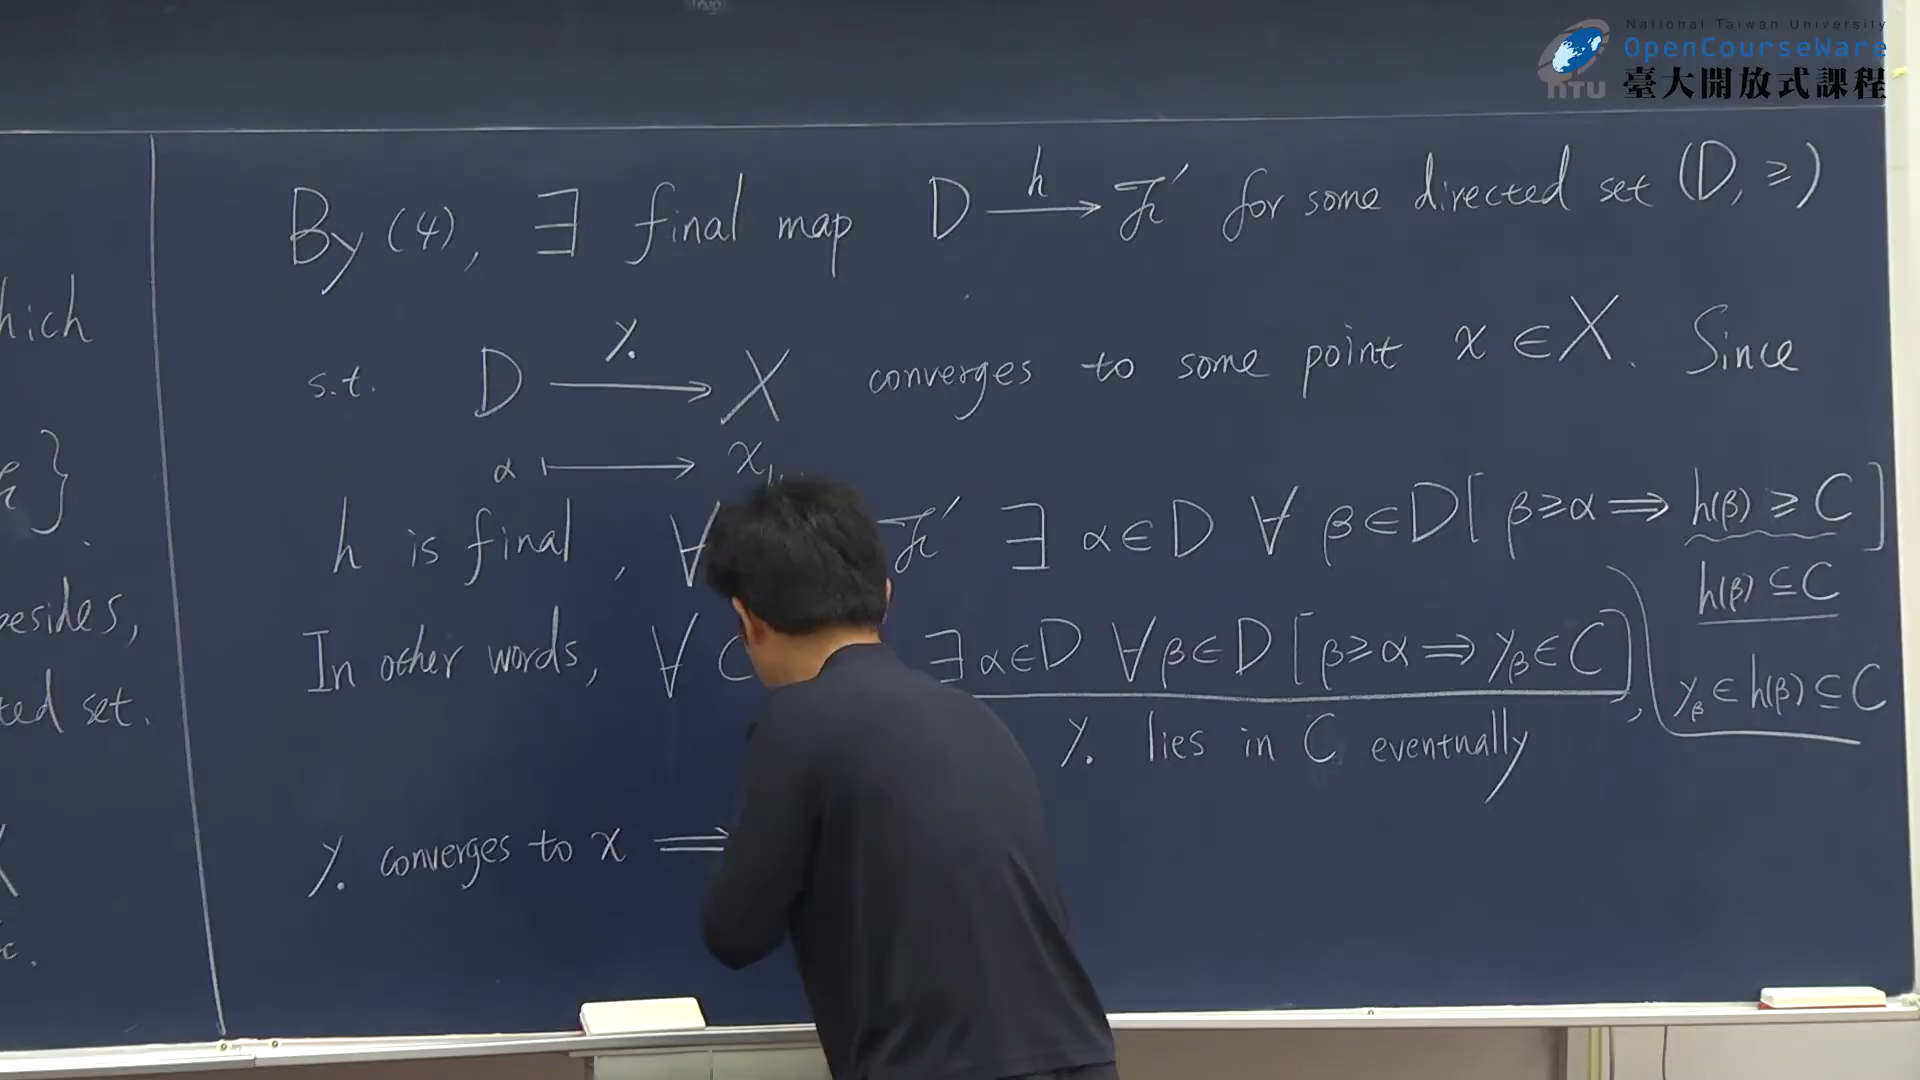 National Taiwan University
OpenCourseWare
NTU 臺大開放式課程
hich
}.
besides,
ted set.
By (4), ∃ final map D —h→ ℱ′ for some directed set (D, ≥)
s.t. D —y.→ X converges to some point x ∈ X. Since
α ↦ x
h is final, ∀ ℱ′ ∃ α∈D ∀ β∈D [ β≥α ⟹ h(β) ≥ C ]
h(β) ⊆ C
In other words, ∀ C ∃ α∈D ∀ β∈D [ β≥α ⟹ y_β ∈ C ],
y_β ∈ h(β) ⊆ C
y. lies in C eventually
y. converges to x ⟹